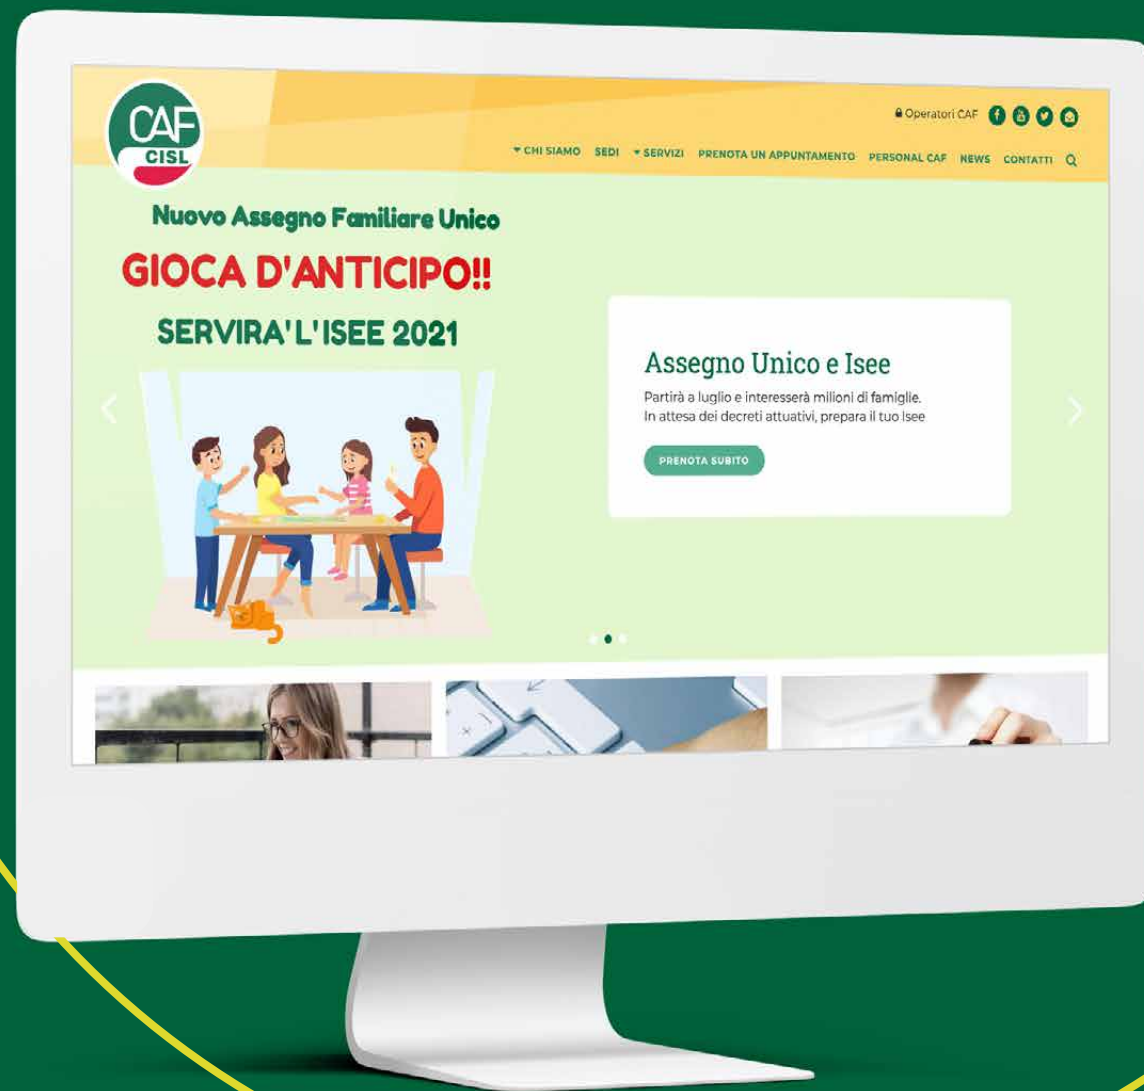 CAF
CISL
Operatori CAF
CHI SIAMO SEDI SERVIZI PRENOTA UN APPUNTAMENTO PERSONAL CAF NEWS CONTATTI
Nuovo Assegno Familiare Unico
GIOCA D'ANTICIPO!!
SERVIRA'L'ISEE 2021
Assegno Unico e Isee
Partirà a luglio e interesserà milioni di famiglie.
In attesa dei decreti attuativi, prepara il tuo Isee
PRENOTA SUBITO